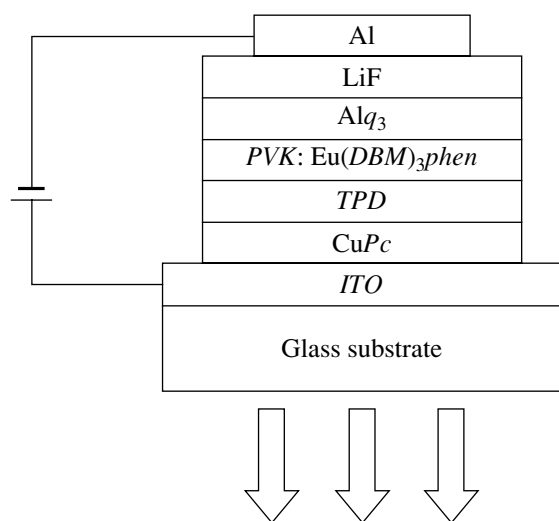 Al
LiF
Alq₃
PVK: Eu(DBM)₃phen
TPD
CuPc
ITO
Glass substrate